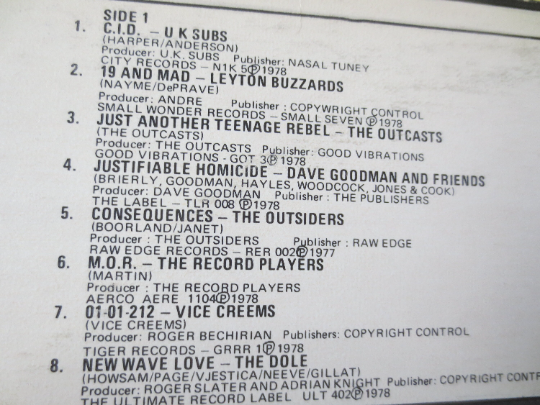 SIDE 1
1. C.I.D. – U K SUBS
(HARPER/ANDERSON)
Producer: U.K. SUBS Publisher: NASAL TUNEY
CITY RECORDS – N1K 5 ℗ 1978
2. 19 AND MAD – LEYTON BUZZARDS
(NAYME/DePRAVE)
Producer: ANDRE Publisher : COPYWRIGHT CONTROL
SMALL WONDER RECORDS – SMALL SEVEN ℗ 1978
3. JUST ANOTHER TEENAGE REBEL – THE OUTCASTS
(THE OUTCASTS)
Producer: THE OUTCASTS Publisher: GOOD VIBRATIONS
GOOD VIBRATIONS - GOT 3 ℗ 1978
4. JUSTIFIABLE HOMICIDE – DAVE GOODMAN AND FRIENDS
(BRIERLY, GOODMAN, HAYLES, WOODCOCK, JONES & COOK)
Producer: DAVE GOODMAN Publisher : THE PUBLISHERS
THE LABEL – TLR 008 ℗ 1978
5. CONSEQUENCES – THE OUTSIDERS
(BOORLAND/JANET)
Producer : THE OUTSIDERS Publisher : RAW EDGE
RAW EDGE RECORDS – RER 002 ℗ 1977
6. M.O.R. – THE RECORD PLAYERS
(MARTIN)
Producer : THE RECORD PLAYERS
AERCO AERE 1104 ℗ 1978
7. 01-01-212 – VICE CREEMS
(VICE CREEMS)
Producer: ROGER BECHIRIAN Publishers: COPYRIGHT CONTROL
TIGER RECORDS – GRRR 1 ℗ 1978
8. NEW WAVE LOVE – THE DOLE
(HOWSAM/PAGE/VJESTICA/NEEVE/GILLAT)
Producer: ROGER SLATER AND ADRIAN KNIGHT Publisher: COPYRIGHT CONT
THE ULTIMATE RECORD LABEL ULT 402 ℗ 1978